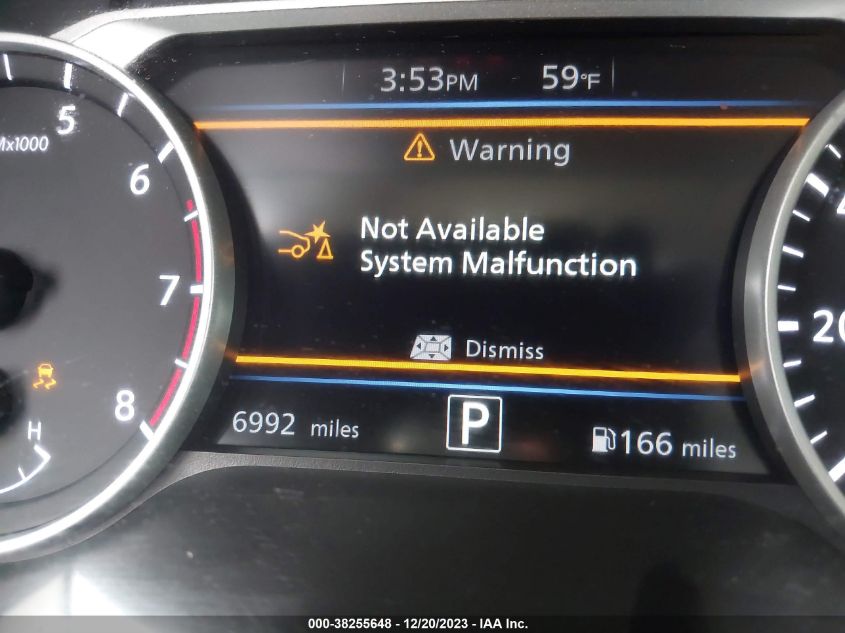 3:53PM 59°F
5
Mx1000
Warning
6
Not Available
System Malfunction
7
20
Dismiss
8
H
6992 miles
P
166 miles
000-38255648 - 12/20/2023 - IAA Inc.